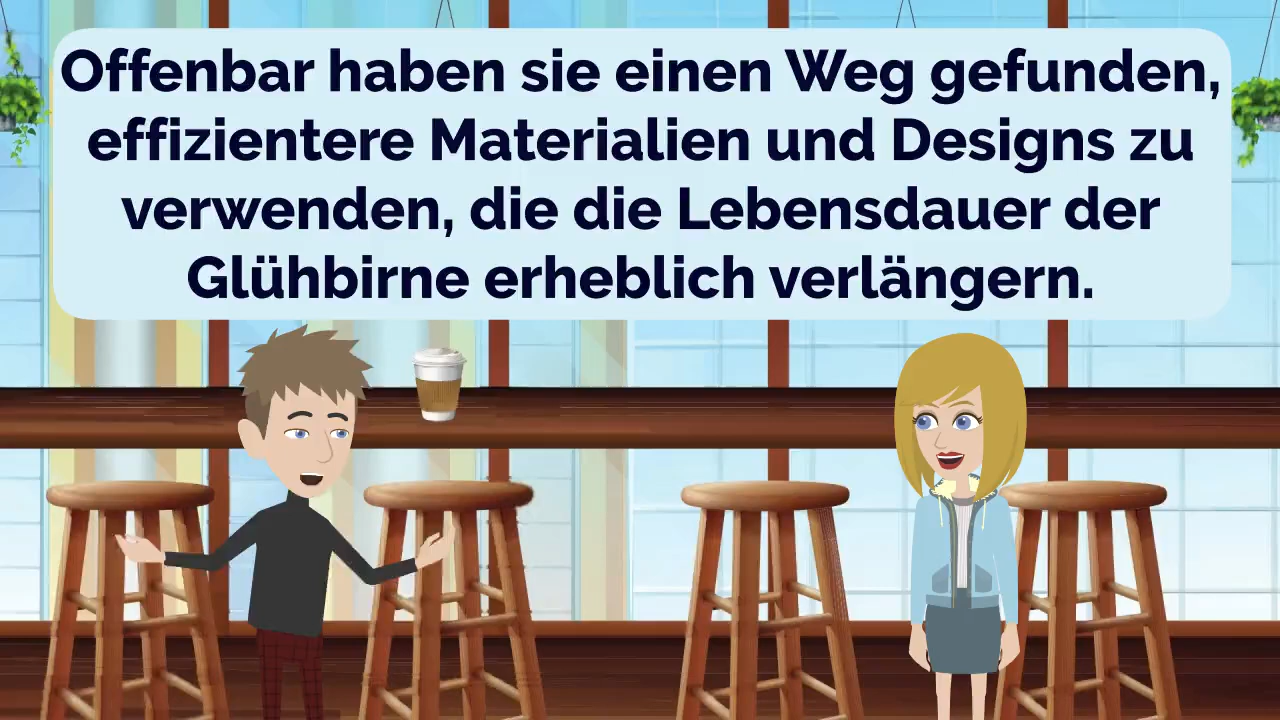 Offenbar haben sie einen Weg gefunden,
effizientere Materialien und Designs zu
verwenden, die die Lebensdauer der
Glühbirne erheblich verlängern.